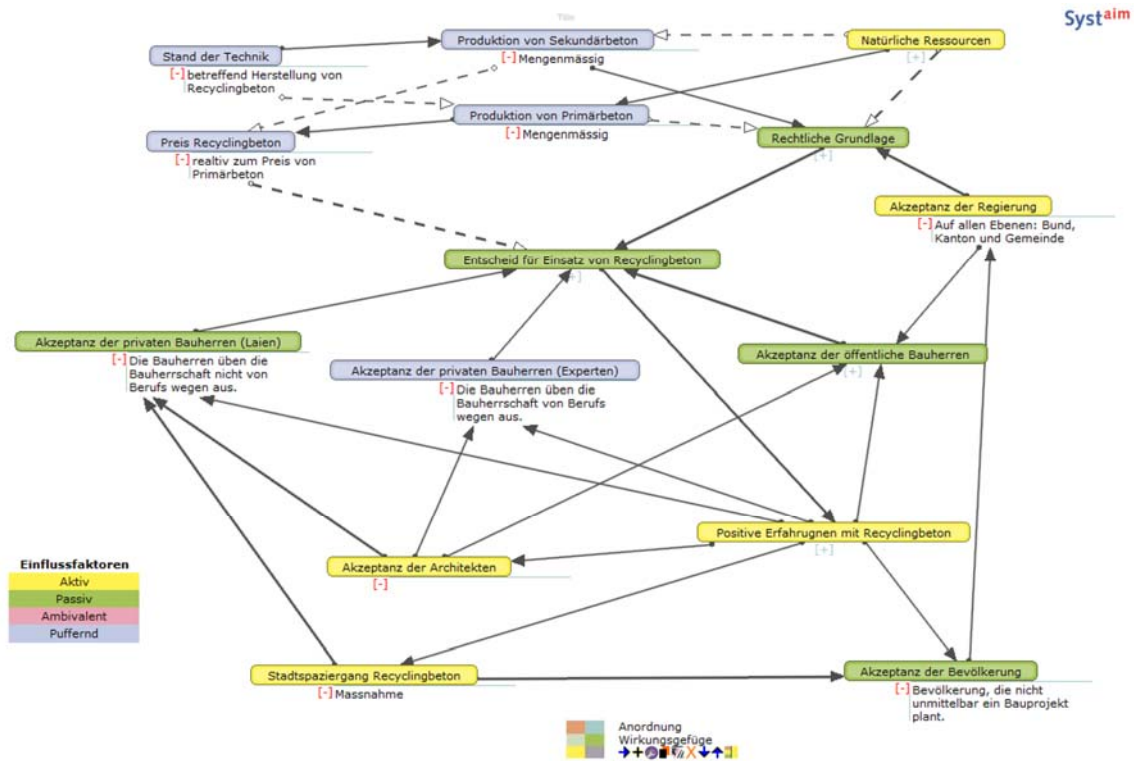 Title
Systaim
Produktion von Sekundärbeton
[-] Mengenmässig
Natürliche Ressourcen
[+]
Stand der Technik
[-] betreffend Herstellung von
Recyclingbeton
Produktion von Primärbeton
[-] Mengenmässig
Preis Recyclingbeton
[-] realtiv zum Preis von
Primärbeton
Rechtliche Grundlage
[+]
Akzeptanz der Regierung
[-] Auf allen Ebenen: Bund,
Kanton und Gemeinde
Entscheid für Einsatz von Recyclingbeton
[+]
Akzeptanz der privaten Bauherren (Laien)
[-] Die Bauherren üben die
Bauherrschaft nicht von
Berufs wegen aus.
Akzeptanz der privaten Bauherren (Experten)
[-] Die Bauherren üben die
Bauherrschaft von Berufs
wegen aus.
Akzeptanz der öffentliche Bauherren
[+]
Positive Erfahrugnen mit Recyclingbeton
[+]
Akzeptanz der Architekten
[-]
Einflussfaktoren
Aktiv
Passiv
Ambivalent
Puffernd
Stadtspaziergang Recyclingbeton
[-] Massnahme
Akzeptanz der Bevölkerung
[-] Bevölkerung, die nicht
unmittelbar ein Bauprojekt
plant.
Anordnung
Wirkungsgefüge